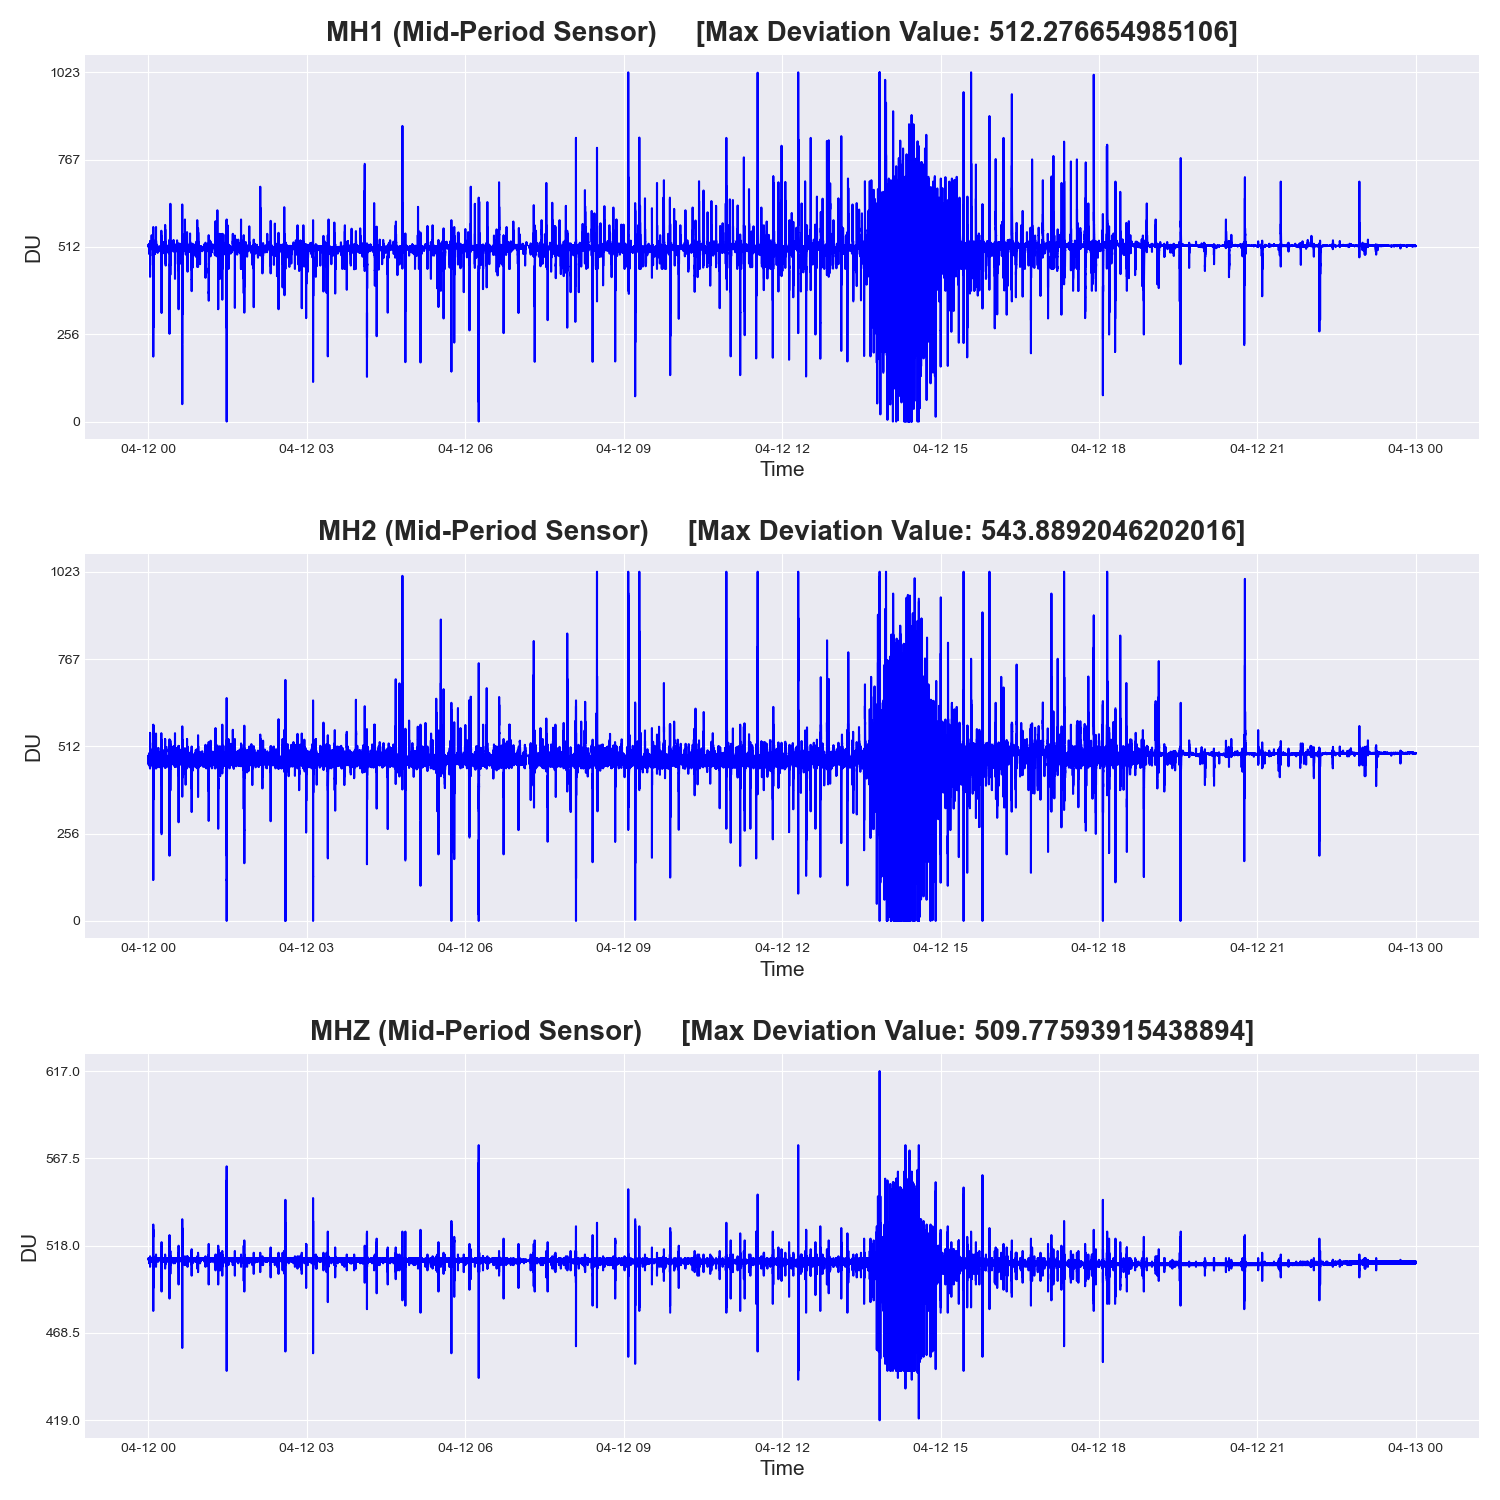 MH1 (Mid-Period Sensor) [Max Deviation Value: 512.276654985106]
1023
767
512
256
0
DU
04-12 00 04-12 03 04-12 06 04-12 09 04-12 12 04-12 15 04-12 18 04-12 21 04-13 00
Time
MH2 (Mid-Period Sensor) [Max Deviation Value: 543.8892046202016]
1023
767
512
256
0
DU
04-12 00 04-12 03 04-12 06 04-12 09 04-12 12 04-12 15 04-12 18 04-12 21 04-13 00
Time
MHZ (Mid-Period Sensor) [Max Deviation Value: 509.77593915438894]
617.0
567.5
518.0
468.5
419.0
DU
04-12 00 04-12 03 04-12 06 04-12 09 04-12 12 04-12 15 04-12 18 04-12 21 04-13 00
Time